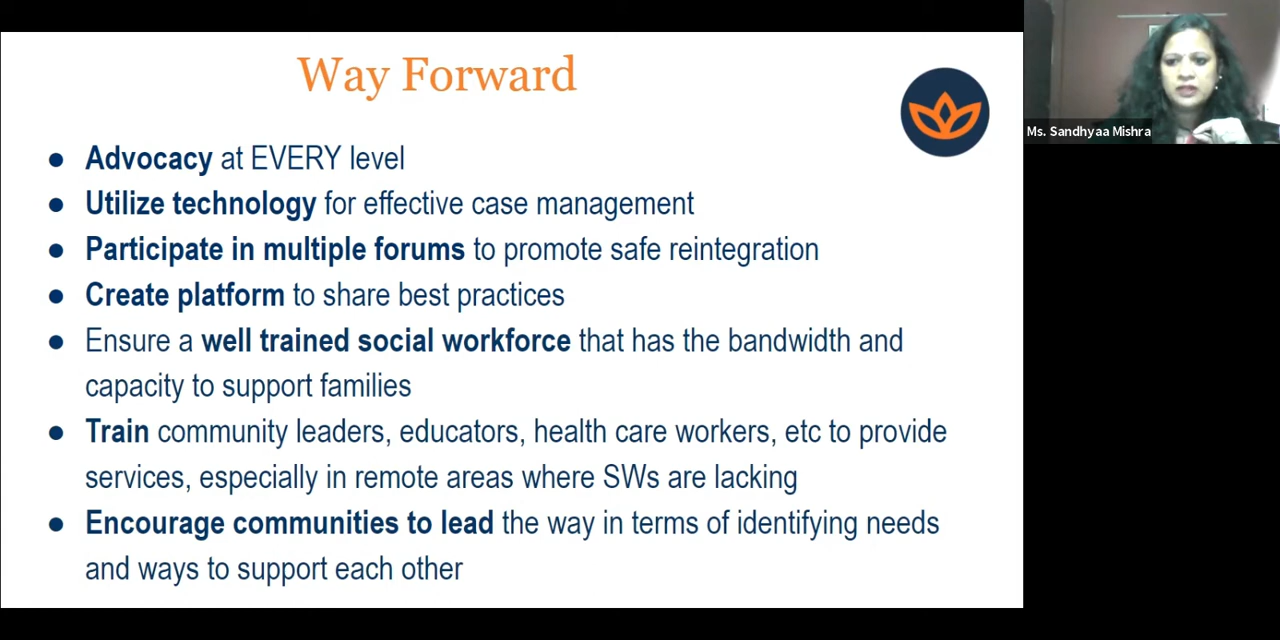 Way Forward
Ms. Sandhyaa Mishra
● Advocacy at EVERY level
● Utilize technology for effective case management
● Participate in multiple forums to promote safe reintegration
● Create platform to share best practices
● Ensure a well trained social workforce that has the bandwidth and
capacity to support families
● Train community leaders, educators, health care workers, etc to provide
services, especially in remote areas where SWs are lacking
● Encourage communities to lead the way in terms of identifying needs
and ways to support each other